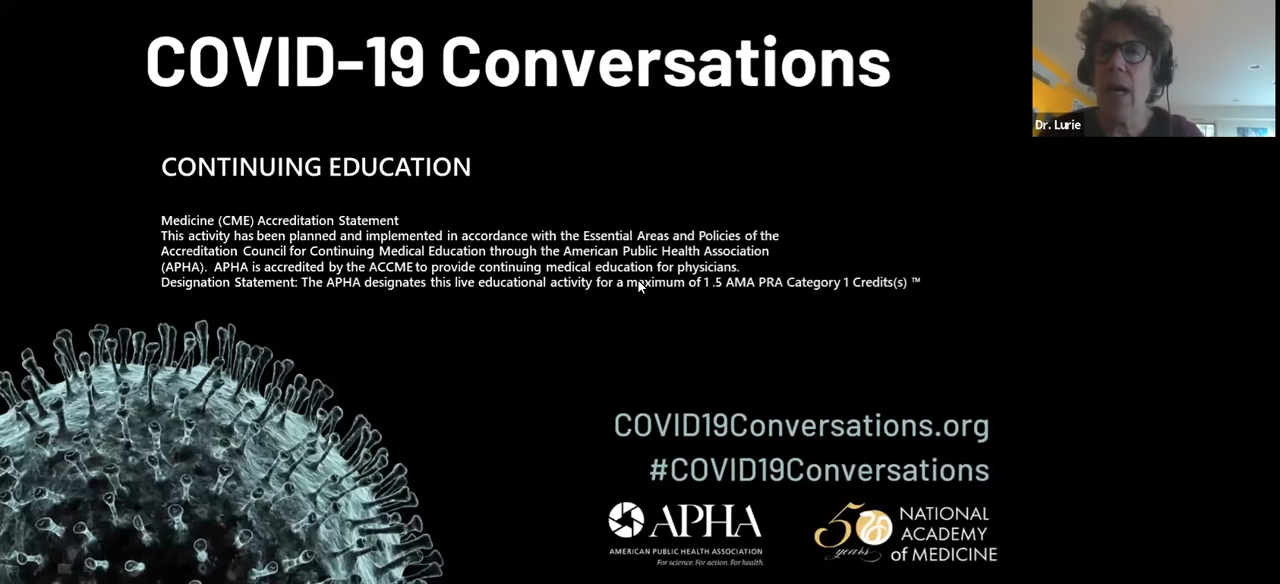 COVID-19 Conversations
Dr. Lurie
CONTINUING EDUCATION
Medicine (CME) Accreditation Statement
This activity has been planned and implemented in accordance with the Essential Areas and Policies of the
Accreditation Council for Continuing Medical Education through the American Public Health Association
(APHA). APHA is accredited by the ACCME to provide continuing medical education for physicians.
Designation Statement: The APHA designates this live educational activity for a maximum of 1.5 AMA PRA Category 1 Credits(s) ™
COVID19Conversations.org
#COVID19Conversations
APHA
AMERICAN PUBLIC HEALTH ASSOCIATION
For science. For action. For health.
50
years
NATIONAL
ACADEMY
of MEDICINE